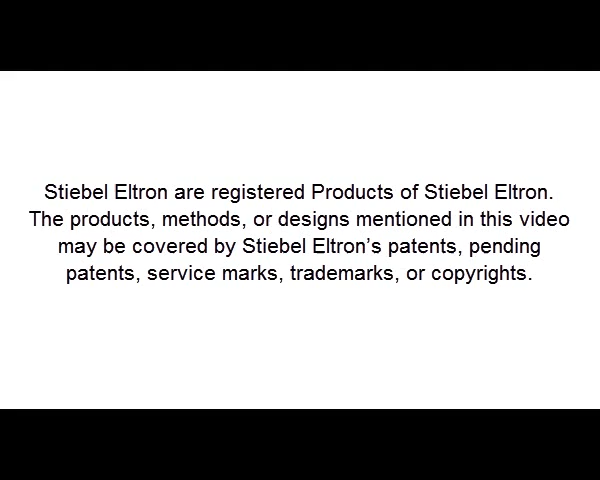 Stiebel Eltron are registered Products of Stiebel Eltron.
The products, methods, or designs mentioned in this video
may be covered by Stiebel Eltron’s patents, pending
patents, service marks, trademarks, or copyrights.